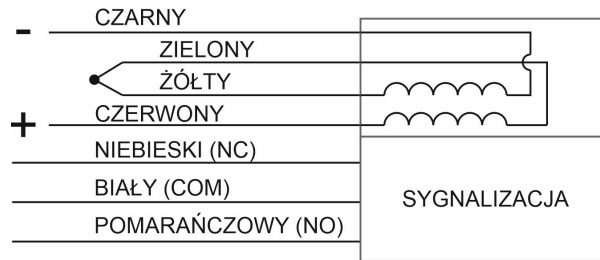 CZARNY
-
ZIELONY
ŻÓŁTY
CZERWONY
+
NIEBIESKI (NC)
BIAŁY (COM)
SYGNALIZACJA
POMARAŃCZOWY (NO)